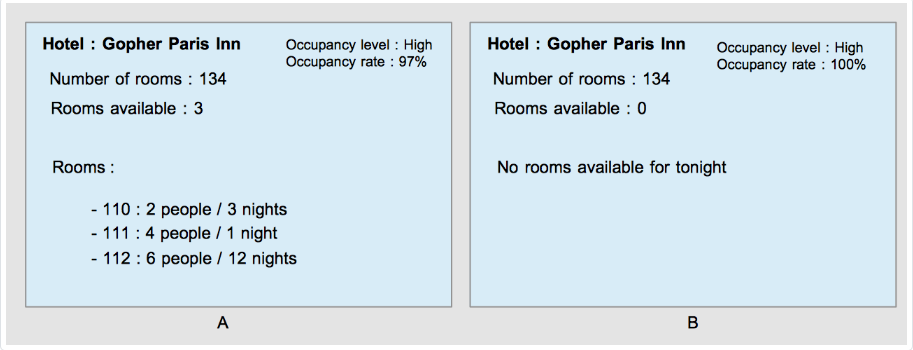 Hotel : Gopher Paris Inn
Occupancy level : High
Occupancy rate : 97%
Number of rooms : 134
Rooms available : 3
Rooms :
- 110 : 2 people / 3 nights
- 111 : 4 people / 1 night
- 112 : 6 people / 12 nights
A
Hotel : Gopher Paris Inn
Occupancy level : High
Occupancy rate : 100%
Number of rooms : 134
Rooms available : 0
No rooms available for tonight
B